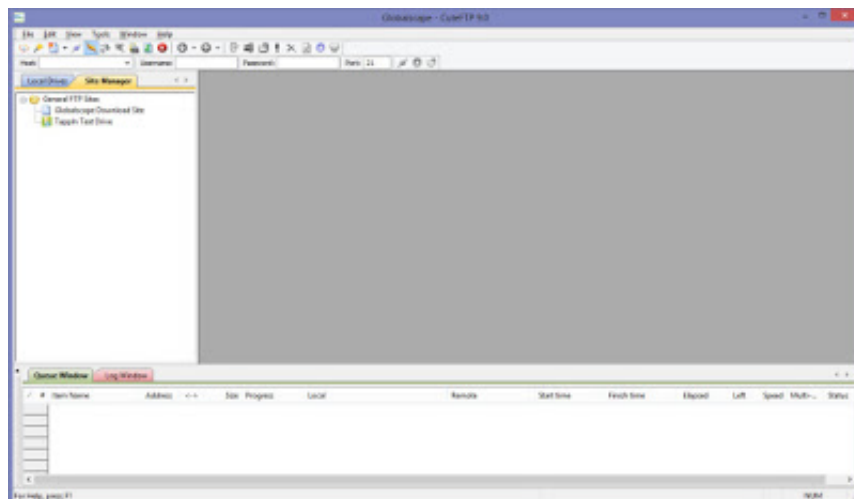 Globalscape - CuteFTP 9.0
File Edit View Tools Window Help
Host: Username: Password: Port: 21
Local Drives Site Manager
General FTP Sites
Globalscape Download Site
TappIn Test Drive
Queue Window Log Window
/ # Item Name Address <-> Size Progress Local Remote Start time Finish time Elapsed Left Speed Multi-... Status
For Help, press F1 NUM